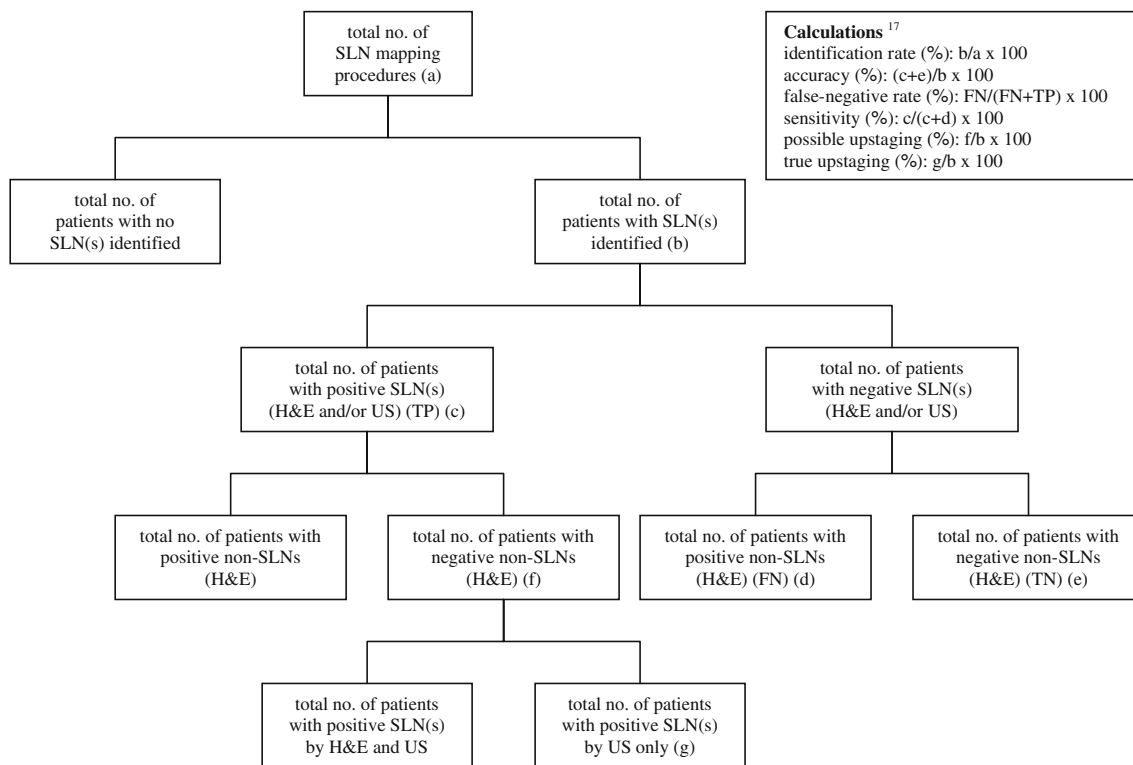 total no. of
SLN mapping
procedures (a)
Calculations 17
identification rate (%): b/a x 100
accuracy (%): (c+e)/b x 100
false-negative rate (%): FN/(FN+TP) x 100
sensitivity (%): c/(c+d) x 100
possible upstaging (%): f/b x 100
true upstaging (%): g/b x 100
total no. of
patients with no
SLN(s) identified
total no. of
patients with SLN(s)
identified (b)
total no. of patients
with positive SLN(s)
(H&E and/or US) (TP) (c)
total no. of patients
with negative SLN(s)
(H&E and/or US)
total no. of patients with
positive non-SLNs
(H&E)
total no. of patients with
negative non-SLNs
(H&E) (f)
total no. of patients with
positive non-SLNs
(H&E) (FN) (d)
total no. of patients with
negative non-SLNs
(H&E) (TN) (e)
total no. of patients
with positive SLN(s)
by H&E and US
total no. of patients
with positive SLN(s)
by US only (g)